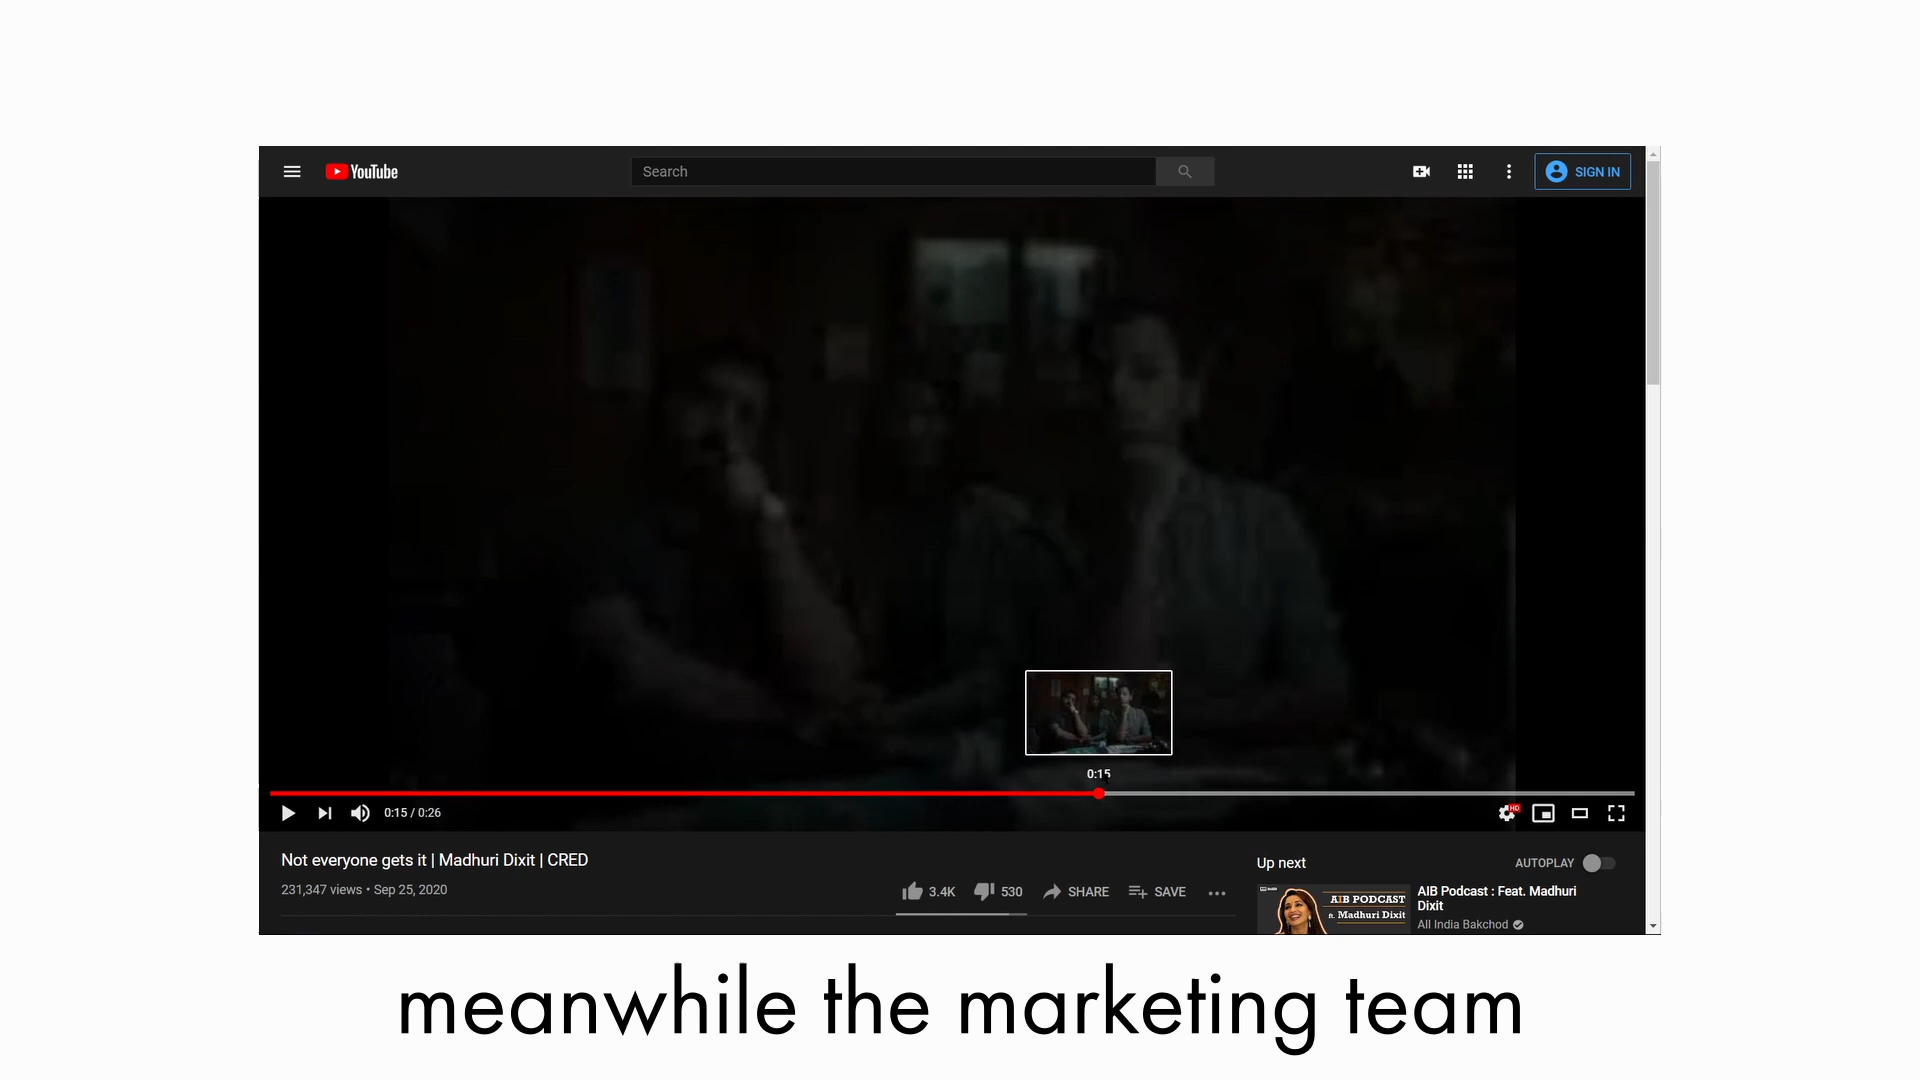 YouTube
Search
SIGN IN
0:15
0:15 / 0:26
HD
Not everyone gets it | Madhuri Dixit | CRED
231,347 views • Sep 25, 2020
3.4K
530
SHARE
SAVE
Up next
AUTOPLAY
AIB PODCAST
ft. Madhuri Dixit
AIB Podcast : Feat. Madhuri
Dixit
All India Bakchod
meanwhile the marketing team